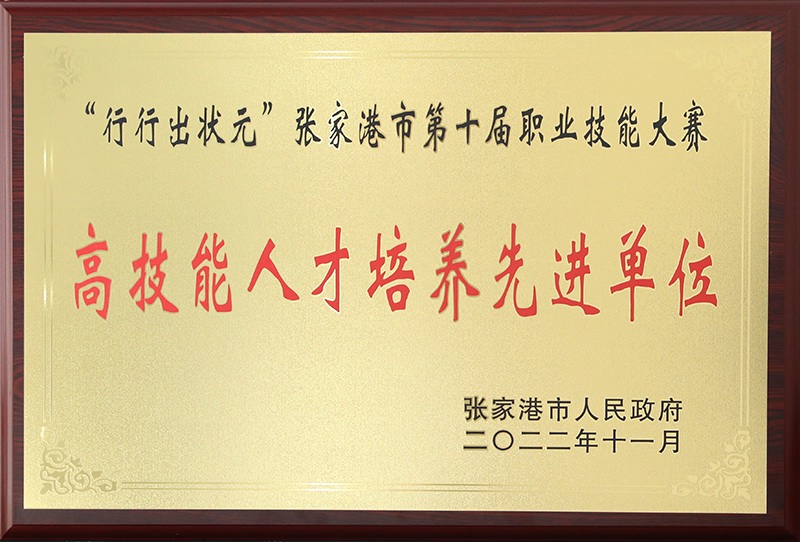 “行行出状元”张家港市第十届职业技能大赛
高技能人才培养先进单位
张家港市人民政府
二〇二二年十一月